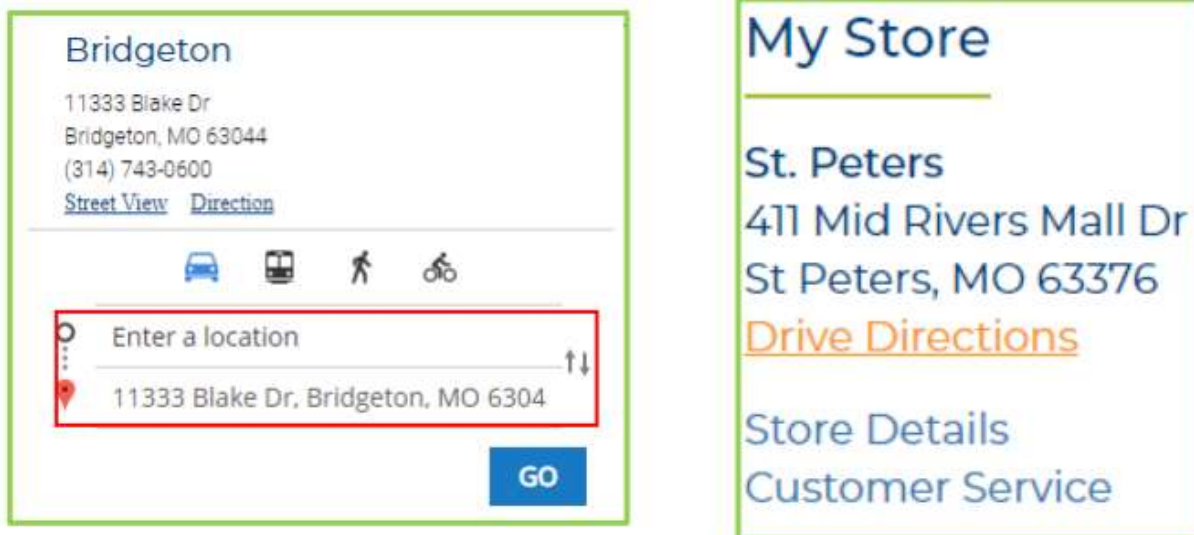 Bridgeton
11333 Blake Dr
Bridgeton, MO 63044
(314) 743-0600
Street View Direction
Enter a location
11333 Blake Dr, Bridgeton, MO 6304
GO
My Store
St. Peters
411 Mid Rivers Mall Dr
St Peters, MO 63376
Drive Directions
Store Details
Customer Service